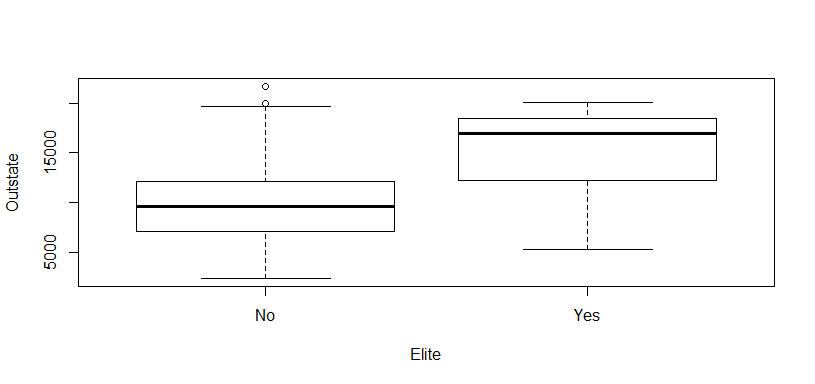 Outstate
15000
5000
No Yes
Elite